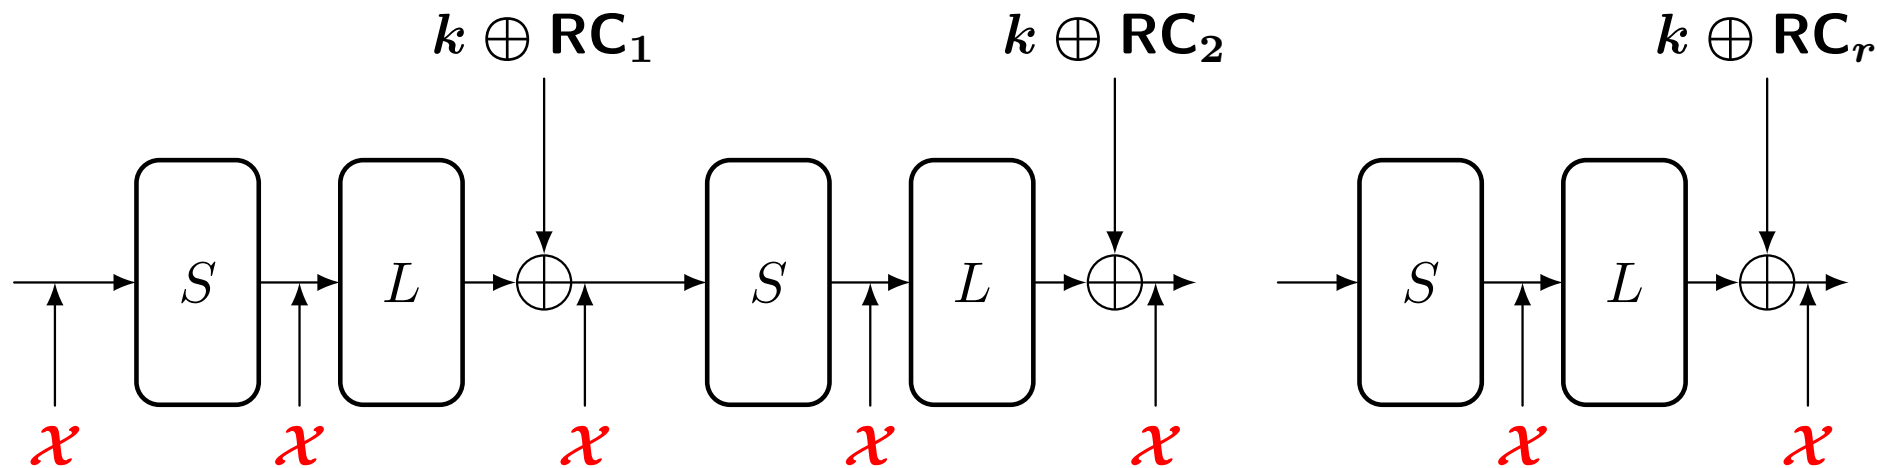 k ⊕ RC₁ k ⊕ RC₂ k ⊕ RCᵣ
S L S L S L
𝒳 𝒳 𝒳 𝒳 𝒳 𝒳 𝒳